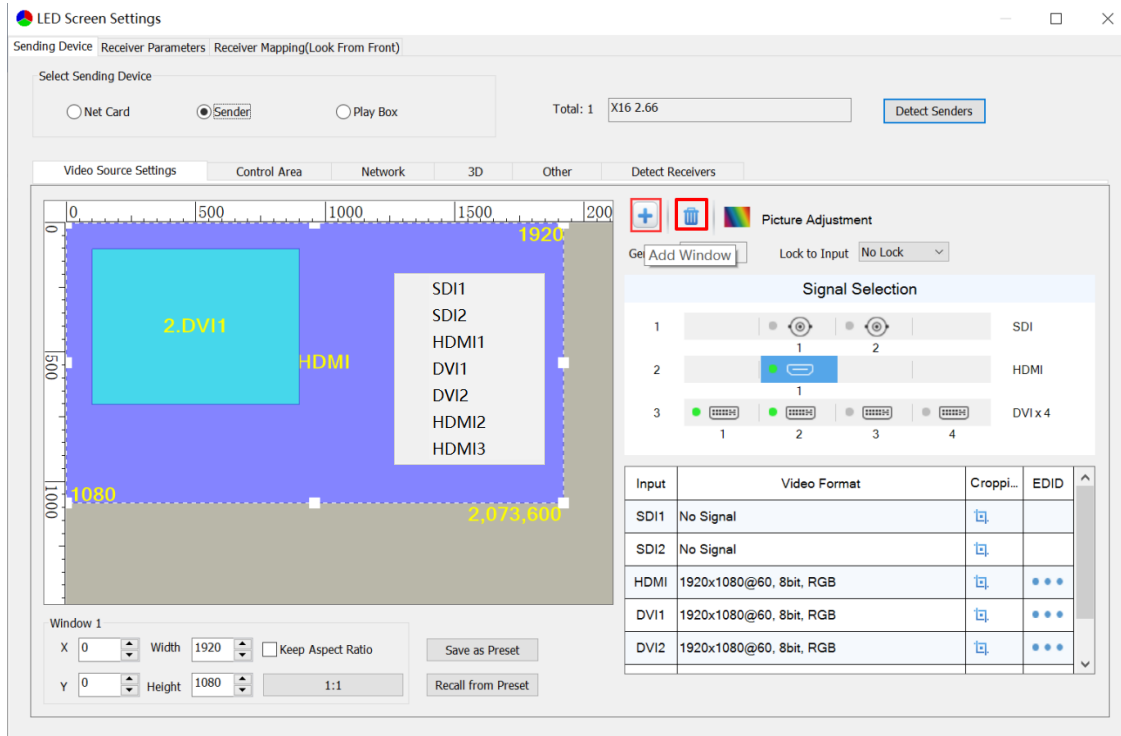 LED Screen Settings
Sending Device Receiver Parameters Receiver Mapping(Look From Front)
Select Sending Device
Net Card Sender Play Box
Total: 1 X16 2.66 Detect Senders
Video Source Settings Control Area Network 3D Other Detect Receivers
0 500 1000 1500 200
0
500
1000
1920
2.DVI1
HDMI
1080
2,073,600
SDI1
SDI2
HDMI1
DVI1
DVI2
HDMI2
HDMI3
Picture Adjustment
Add Window
Lock to Input No Lock
Signal Selection
1 SDI
1 2
2 HDMI
1
3 DVI x 4
1 2 3 4
Input Video Format Croppi... EDID
SDI1 No Signal
SDI2 No Signal
HDMI 1920x1080@60, 8bit, RGB
DVI1 1920x1080@60, 8bit, RGB
DVI2 1920x1080@60, 8bit, RGB
Window 1
X 0 Width 1920 Keep Aspect Ratio Save as Preset
Y 0 Height 1080 1:1 Recall from Preset